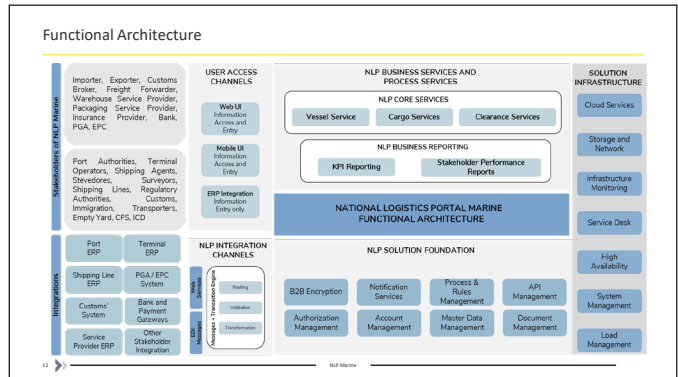 Functional Architecture
Stakeholders of NLP Marine
Importer, Exporter, Customs
Broker, Freight Forwarder,
Warehouse Service Provider,
Packaging Service Provider,
Insurance Provider, Bank,
PGA, EPC
Port Authorities, Terminal
Operators, Shipping Agents,
Stevedores, Surveyors,
Shipping Lines, Regulatory
Authorities, Customs,
Immigration, Transporters,
Empty Yard, CFS, ICD
Integrations
Port
ERP
Terminal
ERP
Shipping Line
ERP
PGA / EPC
System
Customs'
System
Bank and
Payment
Gateways
Service
Provider ERP
Other
Stakeholder
Integration
USER ACCESS
CHANNELS
Web UI
Information
Access and
Entry
Mobile UI
Information
Access and
Entry
ERP Integration
Information
Entry only
NLP INTEGRATION
CHANNELS
Web
Services
EDI
Messages
Messages + Transaction Engine
Routing
Validation
Transformation
NLP BUSINESS SERVICES AND
PROCESS SERVICES
NLP CORE SERVICES
Vessel Service
Cargo Services
Clearance Services
NLP BUSINESS REPORTING
KPI Reporting
Stakeholder Performance
Reports
NATIONAL LOGISTICS PORTAL MARINE
FUNCTIONAL ARCHITECTURE
NLP SOLUTION FOUNDATION
B2B Encryption
Notification
Services
Process &
Rules
Management
API
Management
Authorization
Management
Account
Management
Master Data
Management
Document
Management
SOLUTION
INFRASTRUCTURE
Cloud Services
Storage and
Network
Infrastructure
Monitoring
Service Desk
High
Availability
System
Management
Load
Management
12
NLP Marine